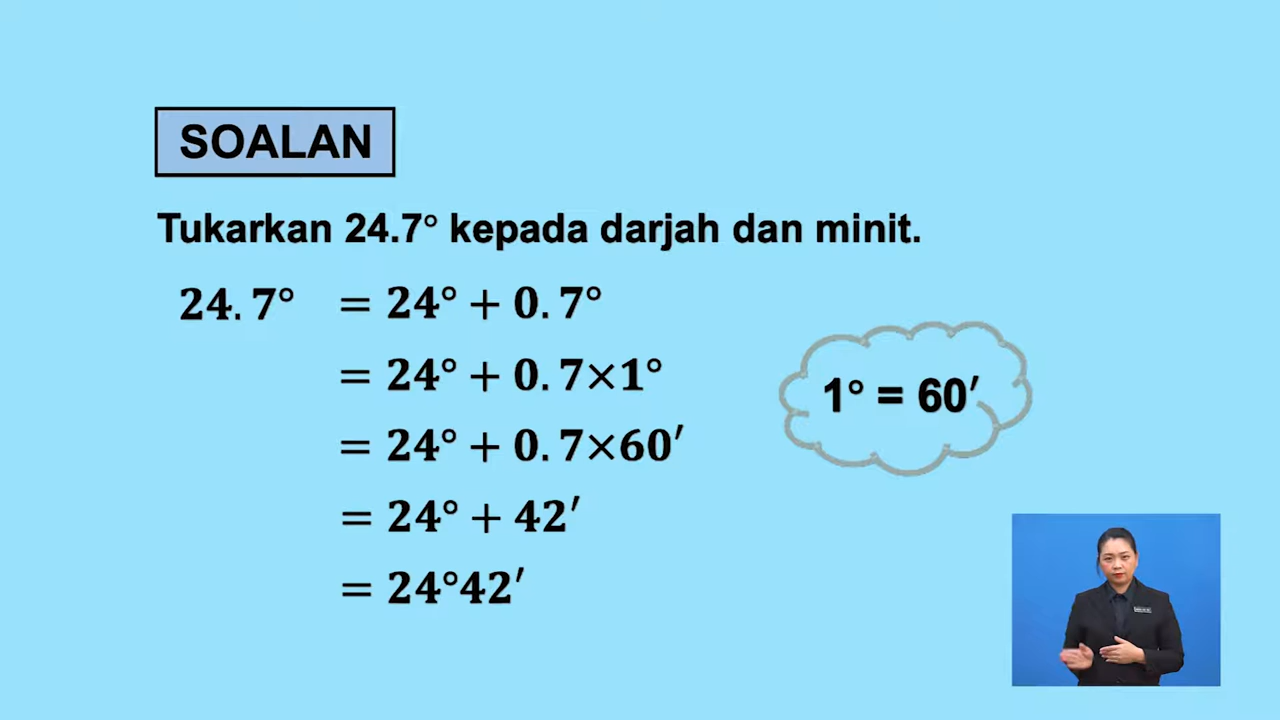 SOALAN
Tukarkan 24.7° kepada darjah dan minit.
24.7° = 24° + 0.7°
= 24° + 0.7×1°
= 24° + 0.7×60′
= 24° + 42′
= 24°42′
1° = 60′